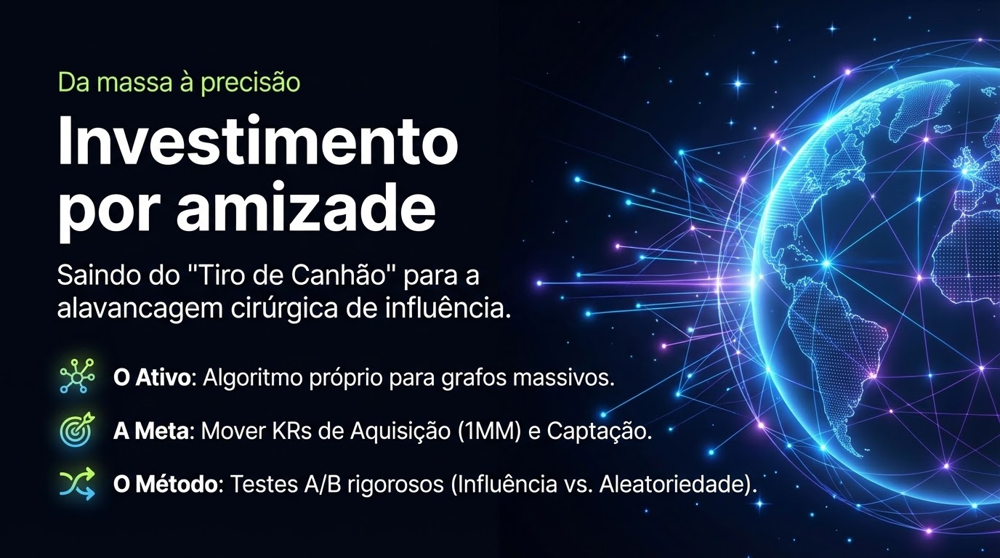 Da massa à precisão
Investimento
por amizade
Saindo do "Tiro de Canhão" para a
alavancagem cirúrgica de influência.
O Ativo: Algoritmo próprio para grafos massivos.
A Meta: Mover KRs de Aquisição (1MM) e Captação.
O Método: Testes A/B rigorosos (Influência vs. Aleatoriedade).